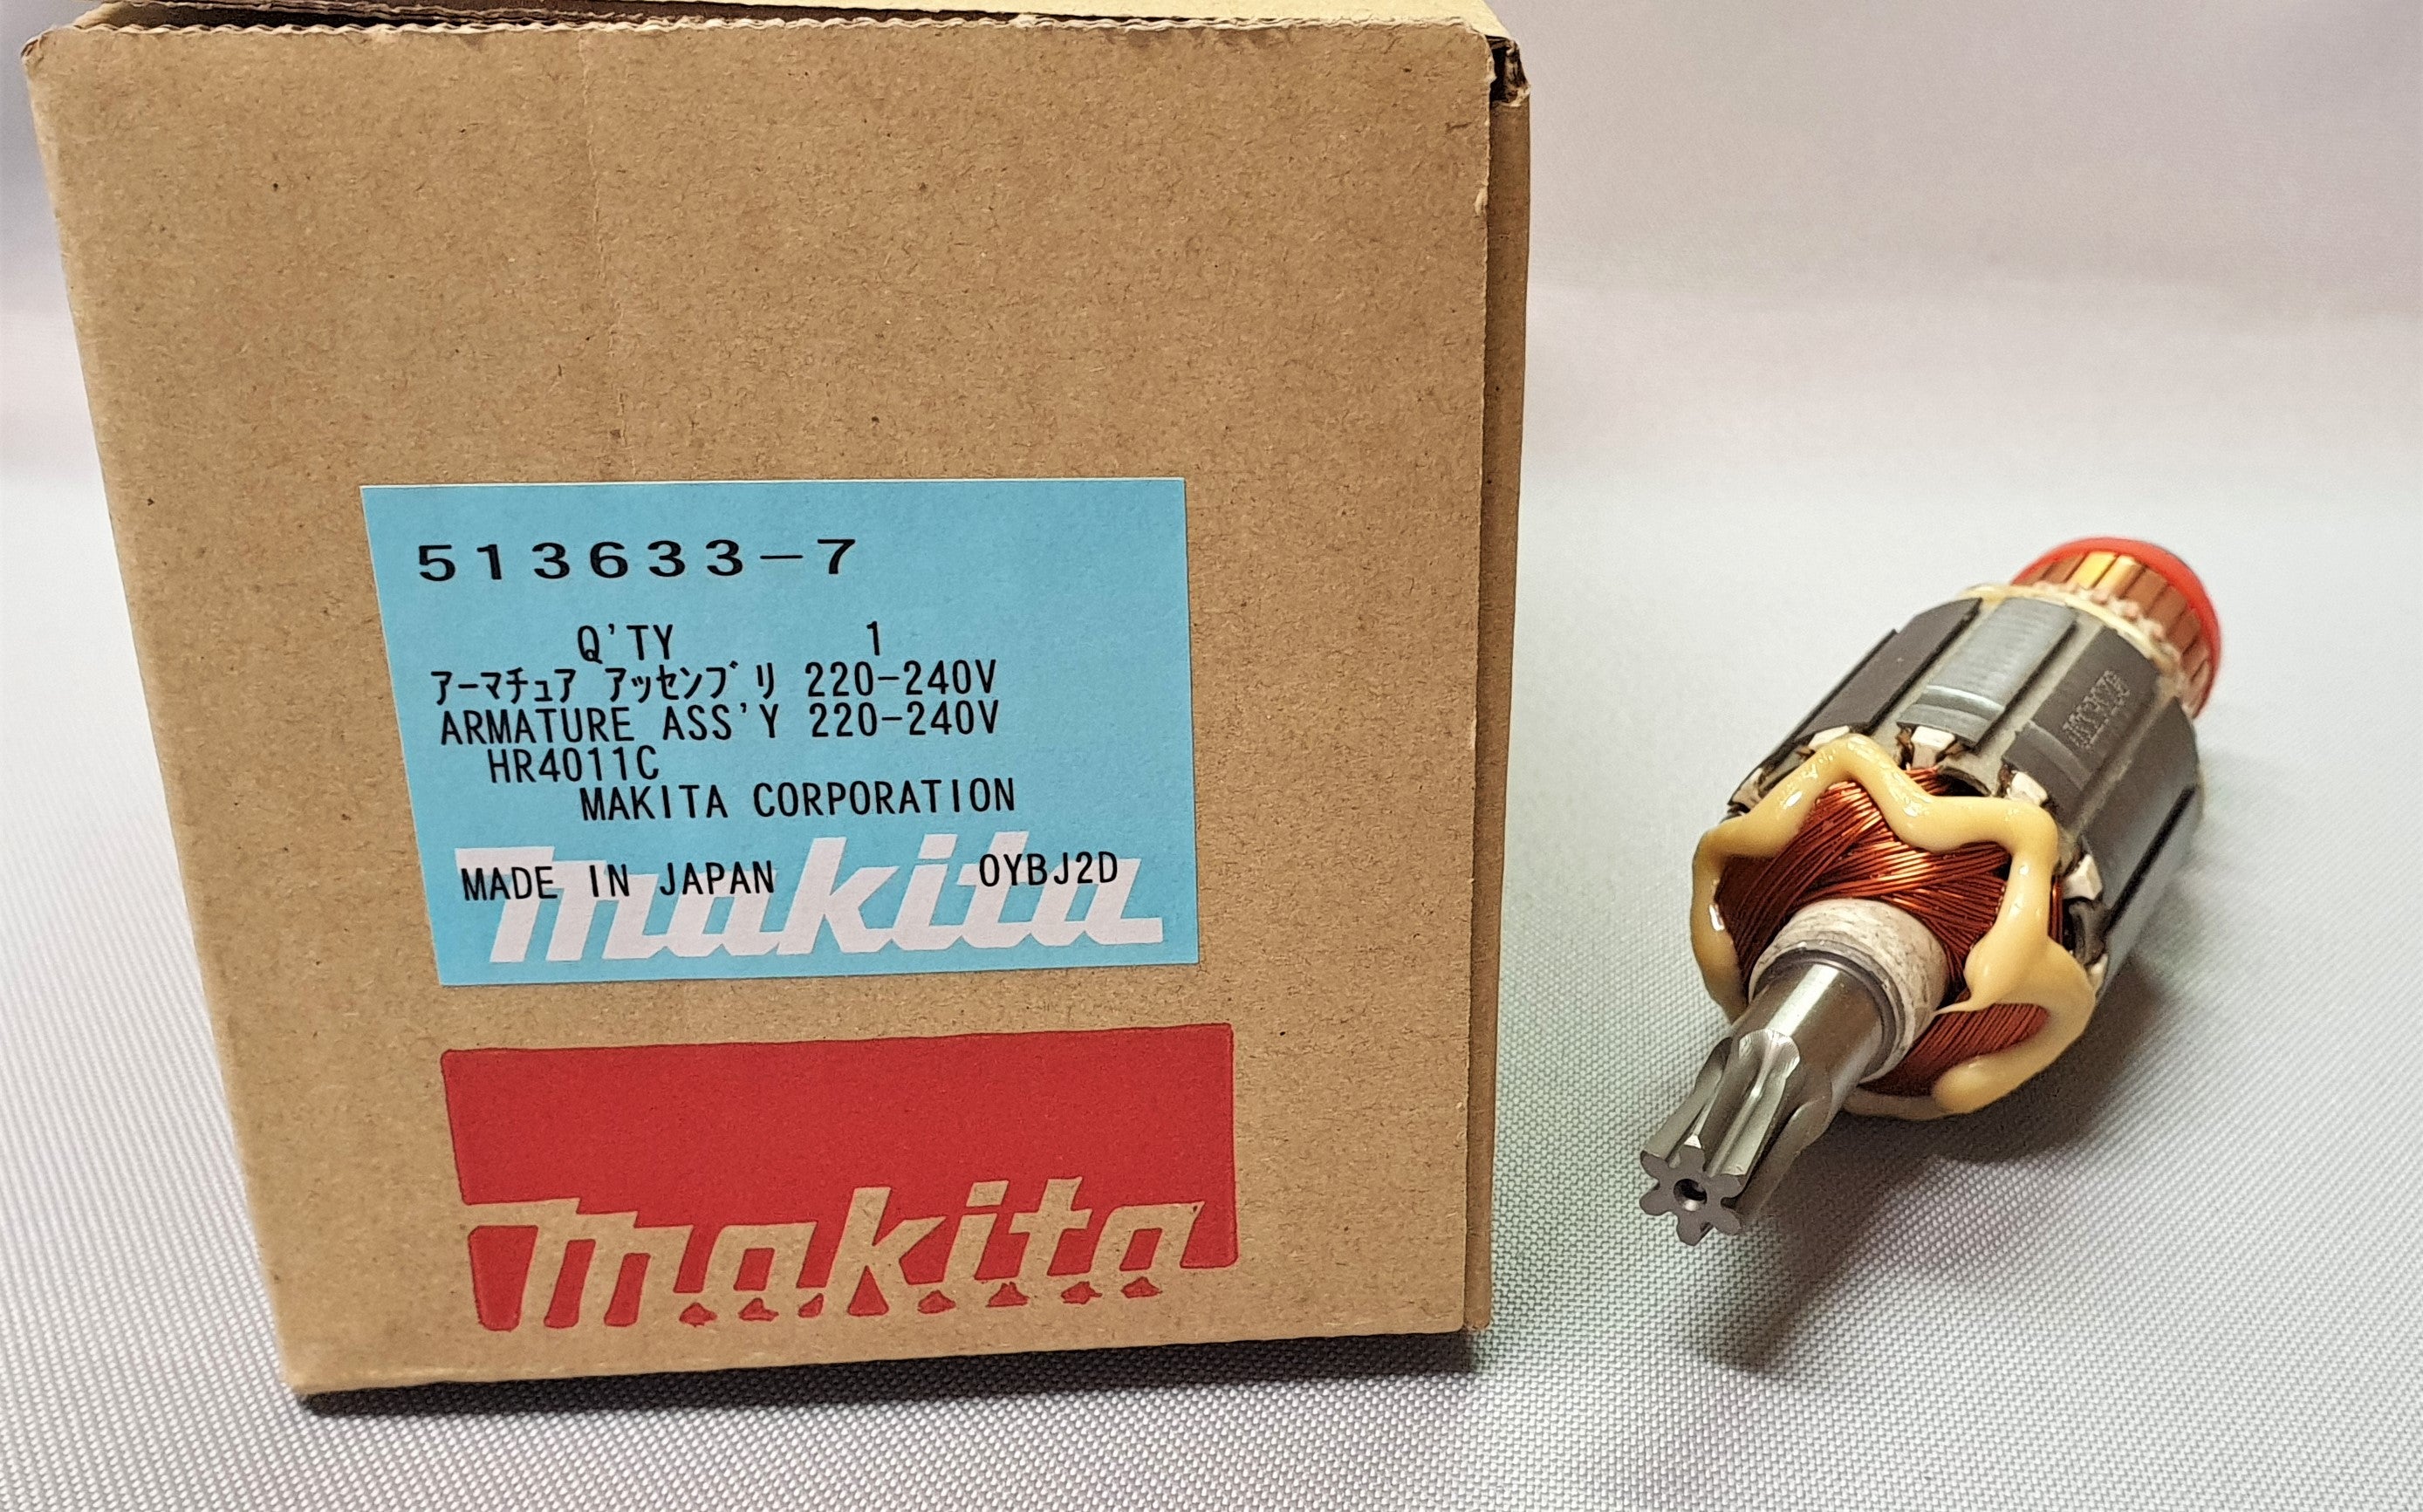 513633-7
Q'TY 1
ｱｰﾏﾁｭｱ ｱｯｾﾝﾌﾞﾘ 220-240V
ARMATURE ASS'Y 220-240V
HR4011C
MAKITA CORPORATION
MADE IN JAPAN 0YBJ2D
makita
makita